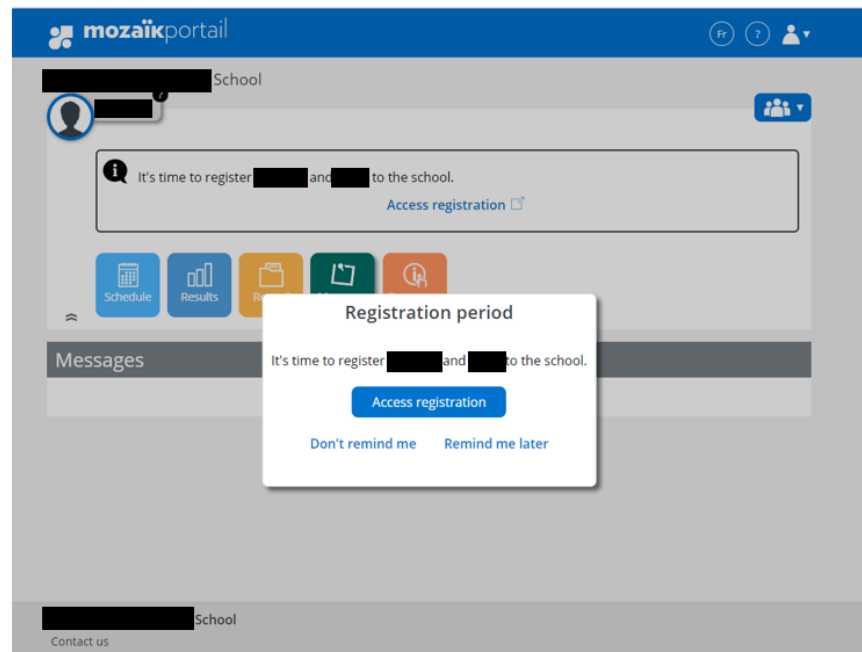 mozaïkportail
Fr ?
School
?
It's time to register and to the school.
Access registration
Schedule Results
Registration period
Messages
It's time to register and to the school.
Access registration
Don't remind me Remind me later
School
Contact us